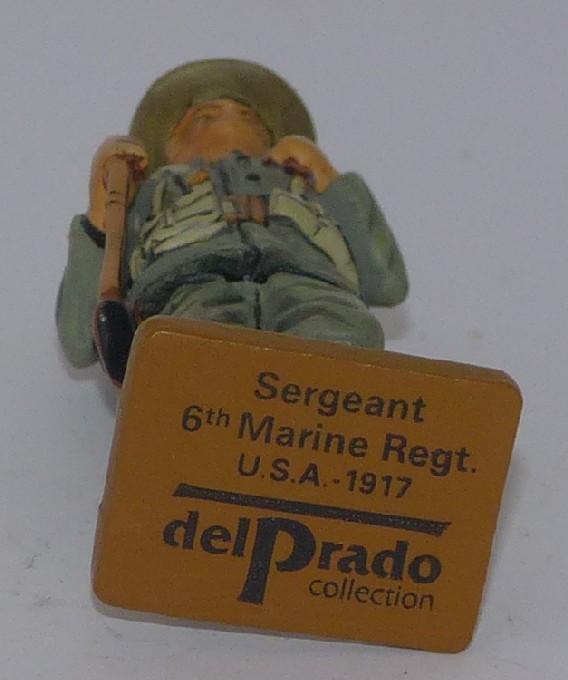 Sergeant
6th Marine Regt.
U.S.A.-1917
delPrado
collection